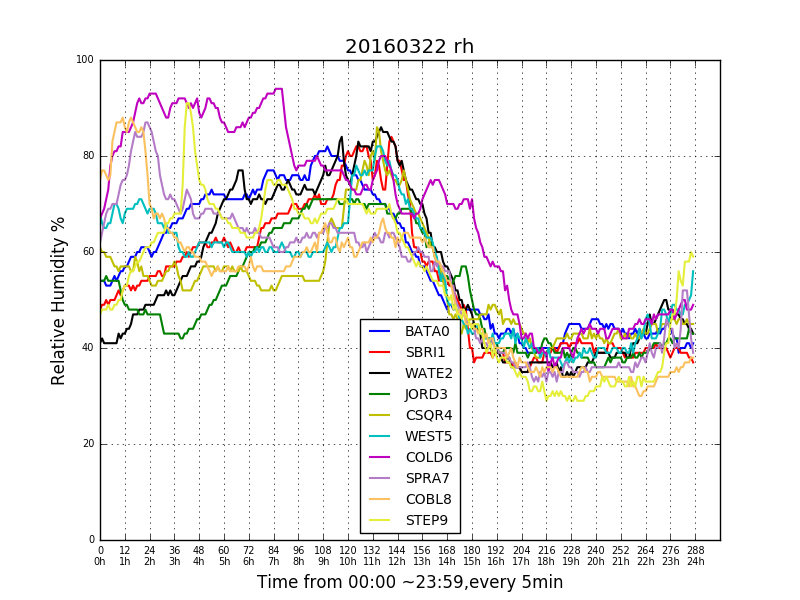 20160322 rh
Relative Humidity %
100
80
60
40
20
0
BATA0
SBRI1
WATE2
JORD3
CSQR4
WEST5
COLD6
SPRA7
COBL8
STEP9
0 12 24 36 48 60 72 84 96 108 120 132 144 156 168 180 192 204 216 228 240 252 264 276 288
0h 1h 2h 3h 4h 5h 6h 7h 8h 9h 10h 11h 12h 13h 14h 15h 16h 17h 18h 19h 20h 21h 22h 23h 24h
Time from 00:00 ~23:59,every 5min